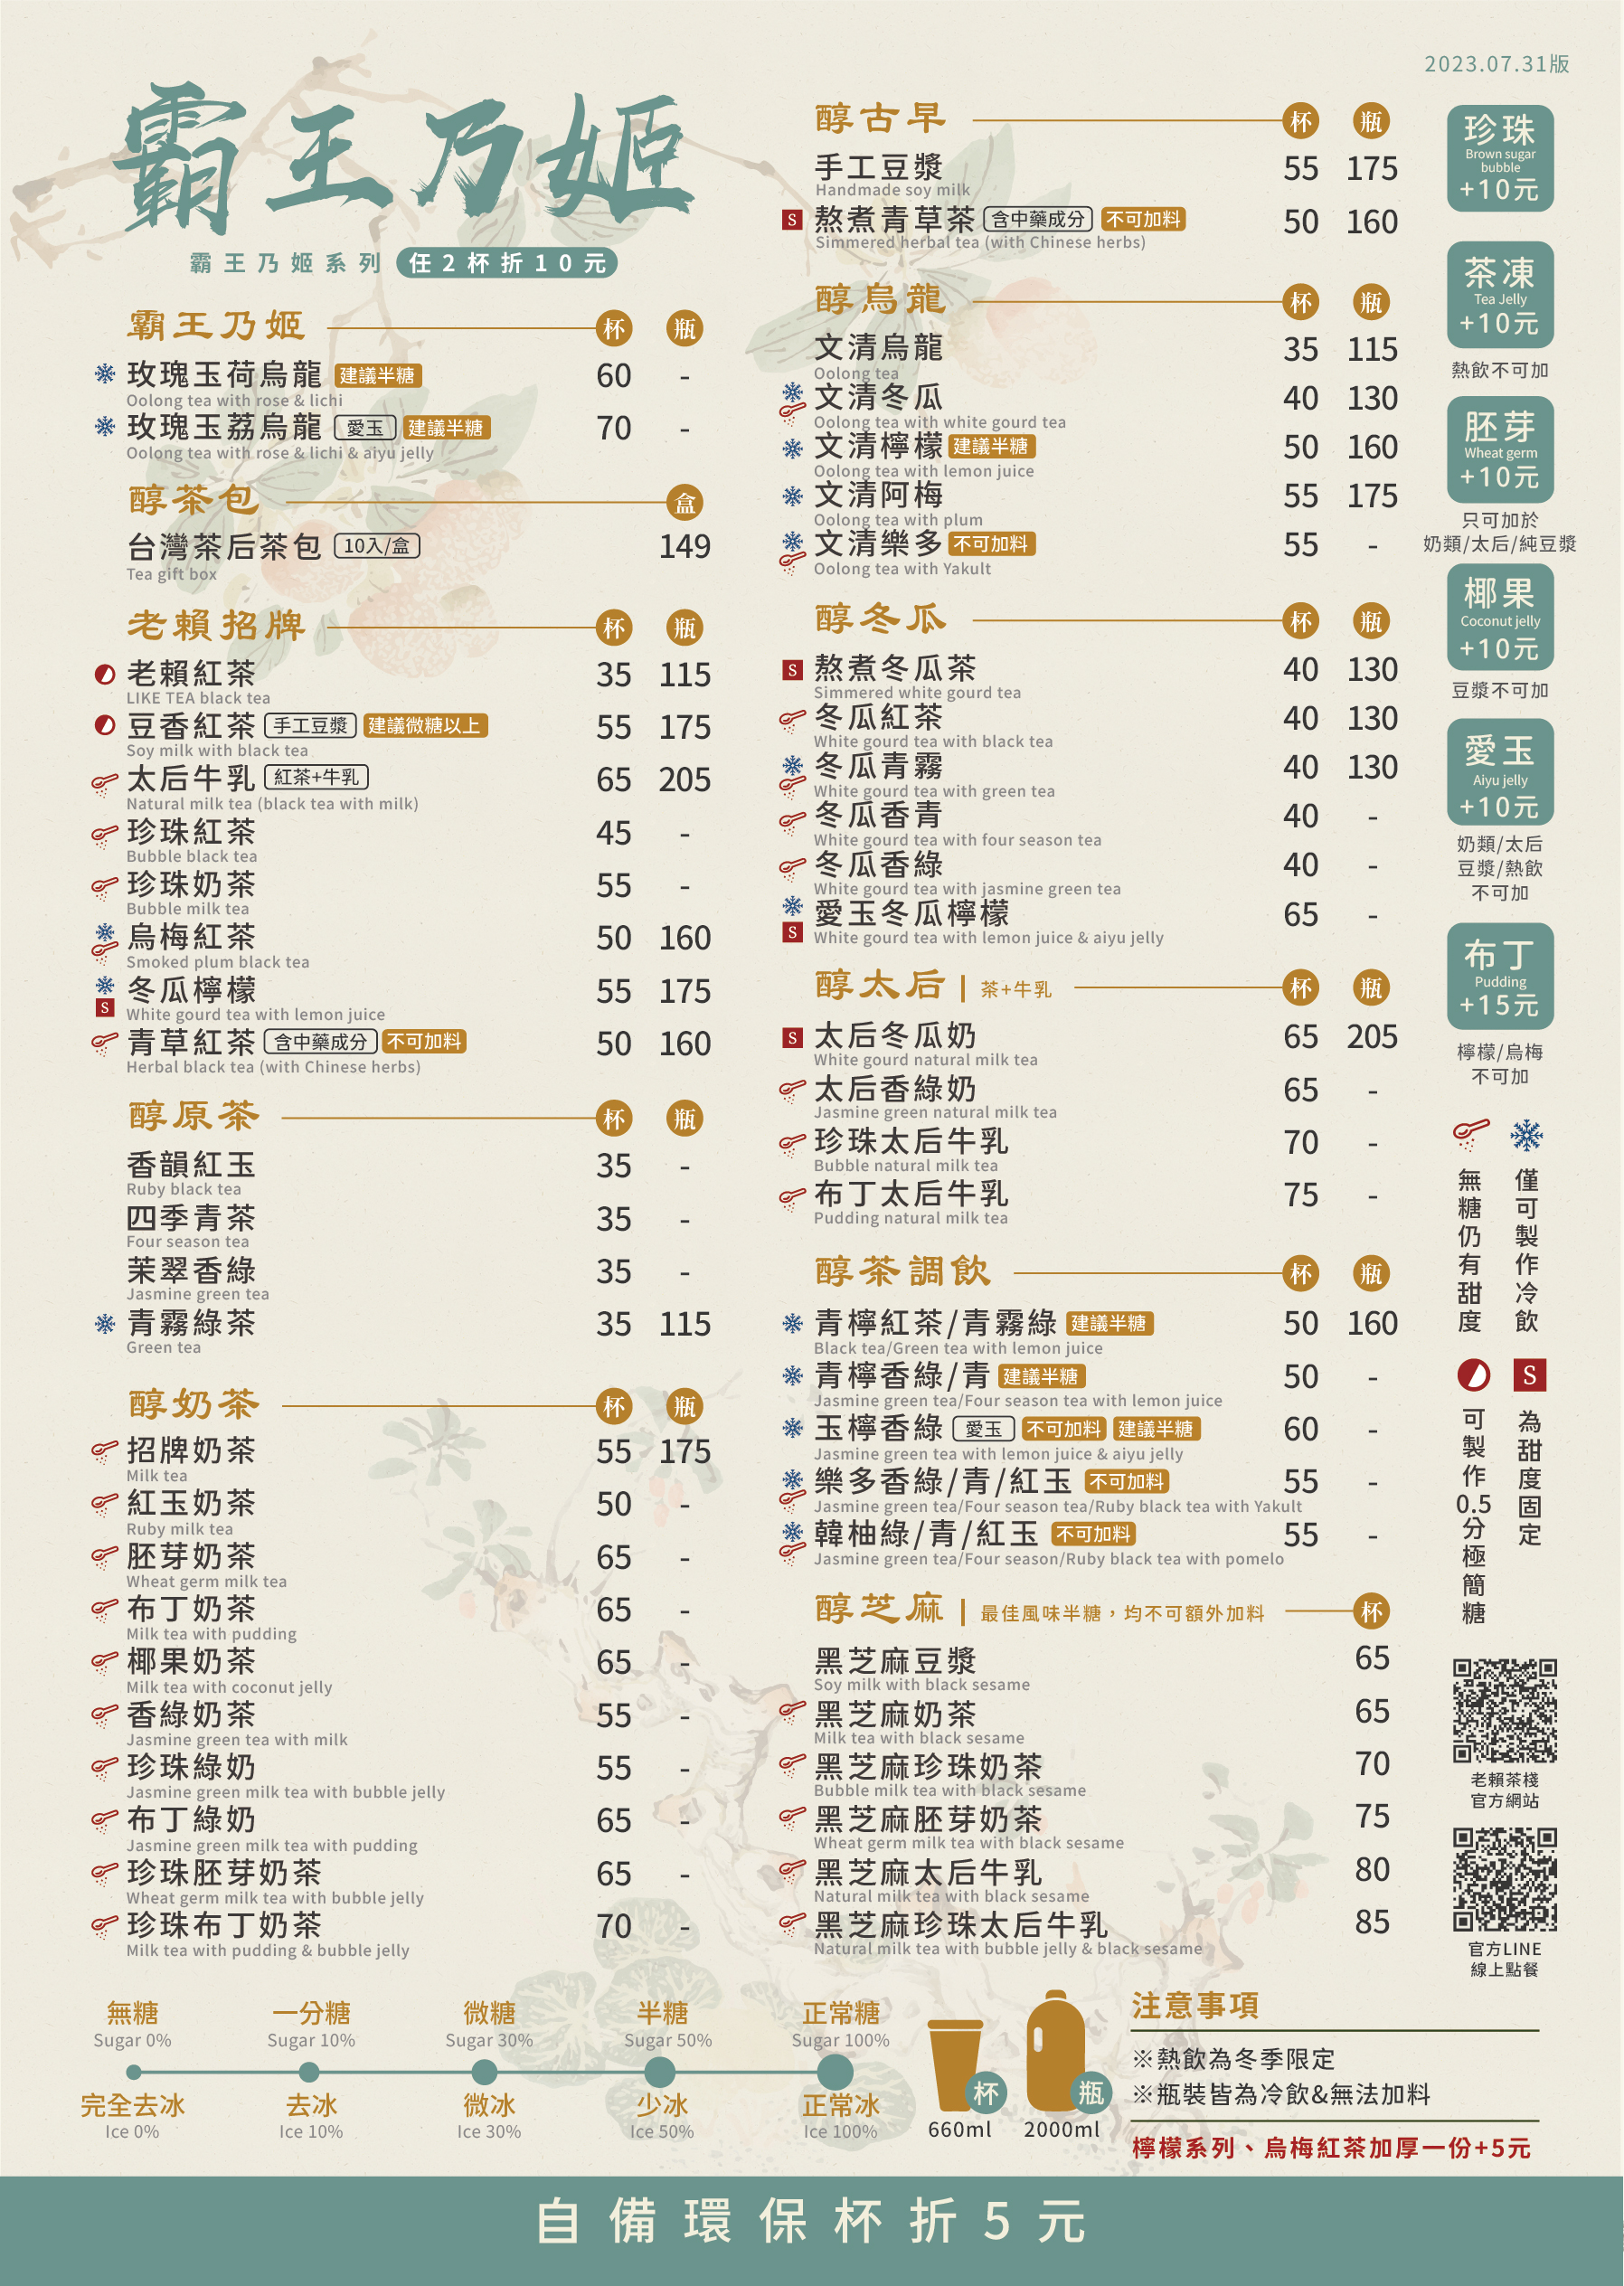 2023.07.31版
霸王乃姬
霸王乃姬系列 任2杯折10元
霸王乃姬 杯 瓶
玫瑰玉荷烏龍 建議半糖 60 -
Oolong tea with rose & lichi
玫瑰玉荔烏龍 愛玉 建議半糖 70 -
Oolong tea with rose & lichi & aiyu jelly
醇茶包 盒
台灣茶后茶包 10入/盒 149
Tea gift box
老賴招牌 杯 瓶
老賴紅茶 35 115
LIKE TEA black tea
豆香紅茶 手工豆漿 建議微糖以上 55 175
Soy milk with black tea
太后牛乳 紅茶+牛乳 65 205
Natural milk tea (black tea with milk)
珍珠紅茶 45 -
Bubble black tea
珍珠奶茶 55 -
Bubble milk tea
烏梅紅茶 50 160
Smoked plum black tea
冬瓜檸檬 55 175
S White gourd tea with lemon juice
青草紅茶 含中藥成分 不可加料 50 160
Herbal black tea (with Chinese herbs)
醇原茶 杯 瓶
香韻紅玉 35 -
Ruby black tea
四季青茶 35 -
Four season tea
茉翠香綠 35 -
Jasmine green tea
青霧綠茶 35 115
Green tea
醇奶茶 杯 瓶
招牌奶茶 55 175
Milk tea
紅玉奶茶 50 -
Ruby milk tea
胚芽奶茶 65 -
Wheat germ milk tea
布丁奶茶 65 -
Milk tea with pudding
椰果奶茶 65 -
Milk tea with coconut jelly
香綠奶茶 55 -
Jasmine green tea with milk
珍珠綠奶 55 -
Jasmine green milk tea with bubble jelly
布丁綠奶 65 -
Jasmine green milk tea with pudding
珍珠胚芽奶茶 65 -
Wheat germ milk tea with bubble jelly
珍珠布丁奶茶 70 -
Milk tea with pudding & bubble jelly
醇古早 杯 瓶
手工豆漿 55 175
Handmade soy milk
S 熬煮青草茶 含中藥成分 不可加料 50 160
Simmered herbal tea (with Chinese herbs)
醇烏龍 杯 瓶
文清烏龍 35 115
Oolong tea
文清冬瓜 40 130
Oolong tea with white gourd tea
文清檸檬 建議半糖 50 160
Oolong tea with lemon juice
文清阿梅 55 175
Oolong tea with plum
文清樂多 不可加料 55 -
Oolong tea with Yakult
醇冬瓜 杯 瓶
S 熬煮冬瓜茶 40 130
Simmered white gourd tea
冬瓜紅茶 40 130
White gourd tea with black tea
冬瓜青霧 40 130
White gourd tea with green tea
冬瓜香青 40 -
White gourd tea with four season tea
冬瓜香綠 40 -
White gourd tea with jasmine green tea
愛玉冬瓜檸檬 65 -
S White gourd tea with lemon juice & aiyu jelly
醇太后 | 茶+牛乳 杯 瓶
S 太后冬瓜奶 65 205
White gourd natural milk tea
太后香綠奶 65 -
Jasmine green natural milk tea
珍珠太后牛乳 70 -
Bubble natural milk tea
布丁太后牛乳 75 -
Pudding natural milk tea
醇茶調飲 杯 瓶
青檸紅茶/青霧綠 建議半糖 50 160
Black tea/Green tea with lemon juice
青檸香綠/青 建議半糖 50 -
Jasmine green tea/Four season tea with lemon juice
玉檸香綠 愛玉 不可加料 建議半糖 60 -
Jasmine green tea with lemon juice & aiyu jelly
樂多香綠/青/紅玉 不可加料 55 -
Jasmine green tea/Four season tea/Ruby black tea with Yakult
韓柚綠/青/紅玉 不可加料 55 -
Jasmine green tea/Four season/Ruby black tea with pomelo
醇芝麻 | 最佳風味半糖，均不可額外加料 杯
黑芝麻豆漿 65
Soy milk with black sesame
黑芝麻奶茶 65
Milk tea with black sesame
黑芝麻珍珠奶茶 70
Bubble milk tea with black sesame
黑芝麻胚芽奶茶 75
Wheat germ milk tea with black sesame
黑芝麻太后牛乳 80
Natural milk tea with black sesame
黑芝麻珍珠太后牛乳 85
Natural milk tea with bubble jelly & black sesame
珍珠
Brown sugar
bubble
+10元
茶凍
Tea Jelly
+10元
熱飲不可加
胚芽
Wheat germ
+10元
只可加於
奶類/太后/純豆漿
椰果
Coconut jelly
+10元
豆漿不可加
愛玉
Aiyu jelly
+10元
奶類/太后
豆漿/熱飲
不可加
布丁
Pudding
+15元
檸檬/烏梅
不可加
僅可製作冷飲
無糖仍有甜度
S
為甜度固定
可製作0.5分極簡糖
老賴茶棧
官方網站
官方LINE
線上點餐
無糖 一分糖 微糖 半糖 正常糖
Sugar 0% Sugar 10% Sugar 30% Sugar 50% Sugar 100%
完全去冰 去冰 微冰 少冰 正常冰
Ice 0% Ice 10% Ice 30% Ice 50% Ice 100%
杯 瓶
660ml 2000ml
注意事項
※熱飲為冬季限定
※瓶裝皆為冷飲&無法加料
檸檬系列、烏梅紅茶加厚一份+5元
自備環保杯折5元